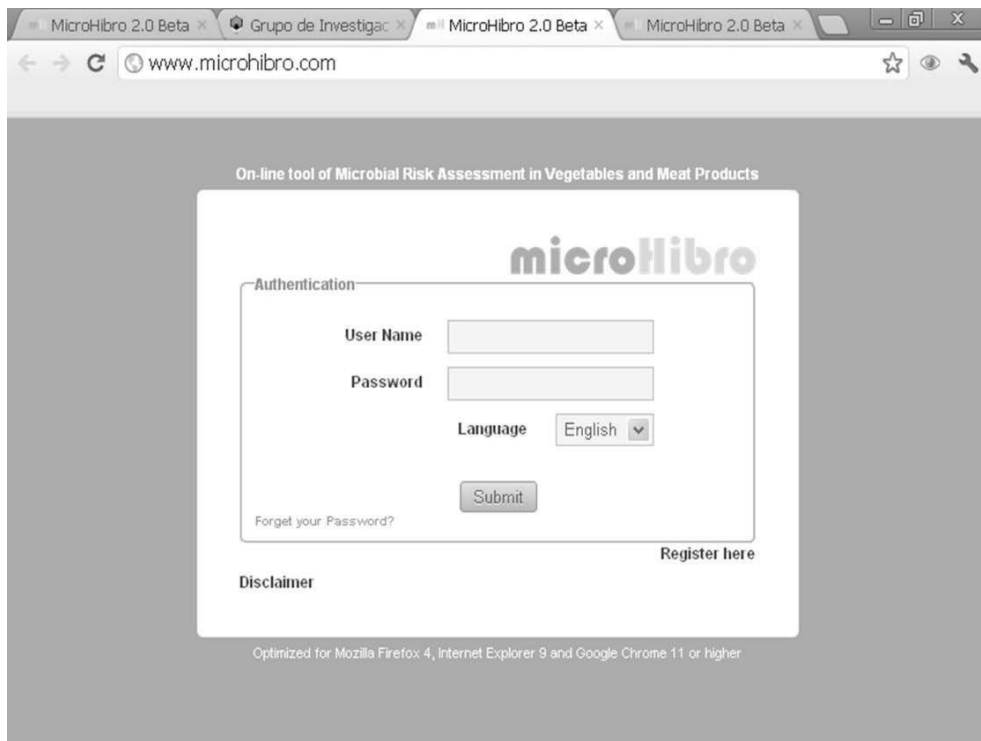 MicroHibro 2.0 Beta
Grupo de Investigac
MicroHibro 2.0 Beta
MicroHibro 2.0 Beta
www.microhibro.com
On-line tool of Microbial Risk Assessment in Vegetables and Meat Products
microHibro
Authentication
User Name
Password
Language English
Submit
Forget your Password?
Register here
Disclaimer
Optimized for Mozilla Firefox 4, Internet Explorer 9 and Google Chrome 11 or higher